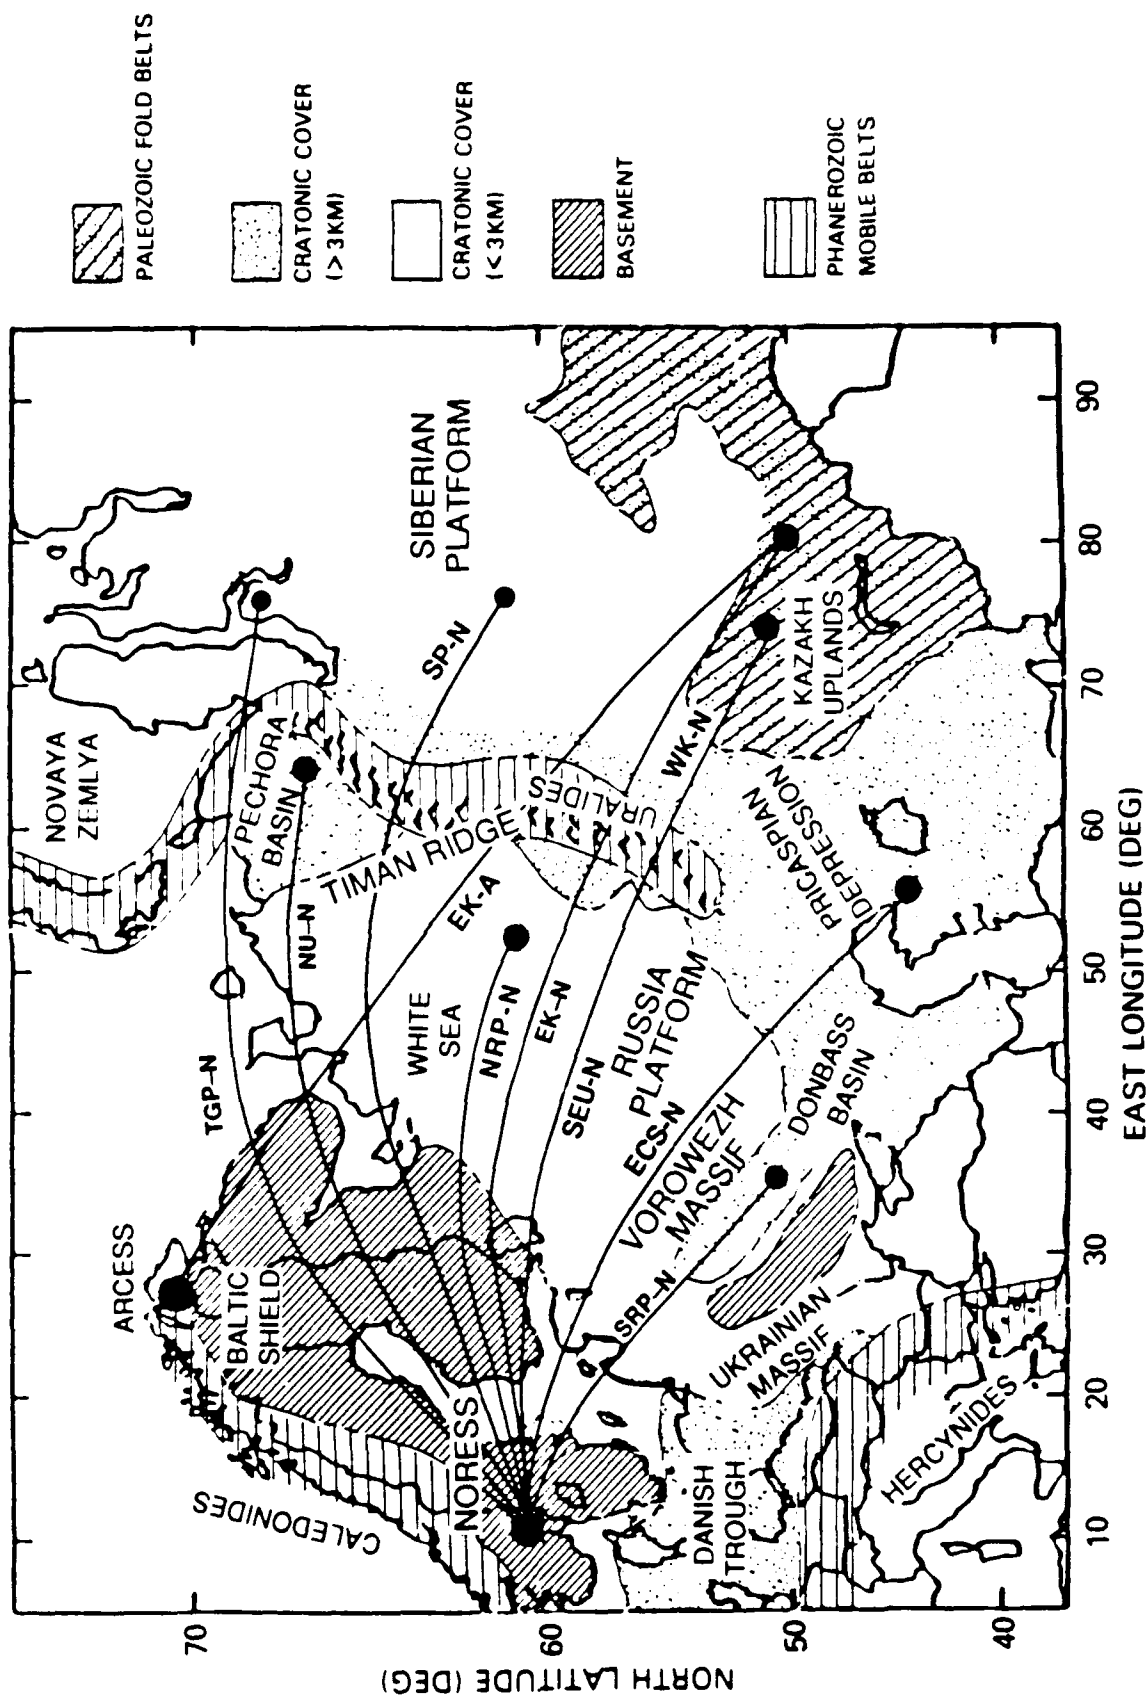 NOVAYA
ZEMLYA
ARCESS
TGP–N
PECHORA
BASIN
BALTIC
SHIELD
NU–N
TIMAN RIDGE
CALEDONIDES
WHITE
SEA
EK-A
SP-N
SIBERIAN
PLATFORM
NORESS
NRP-N
EK–N
URALIDES
SEU-N
WK-N
RUSSIA
PLATFORM
ECS-N
SRP–N
VOROWEZH
MASSIF
KAZAKH
UPLANDS
PRICASPIAN
DEPRESSION
DANISH
TROUGH
UKRAINIAN
MASSIF
DONBASS
BASIN
HERCYNIDES
70
60
50
40
NORTH LATITUDE (DEG)
10
20
30
40
50
60
70
80
90
EAST LONGITUDE (DEG)
PALEOZOIC FOLD BELTS
CRATONIC COVER
(>3KM)
CRATONIC COVER
(<3KM)
BASEMENT
PHANEROZOIC
MOBILE BELTS